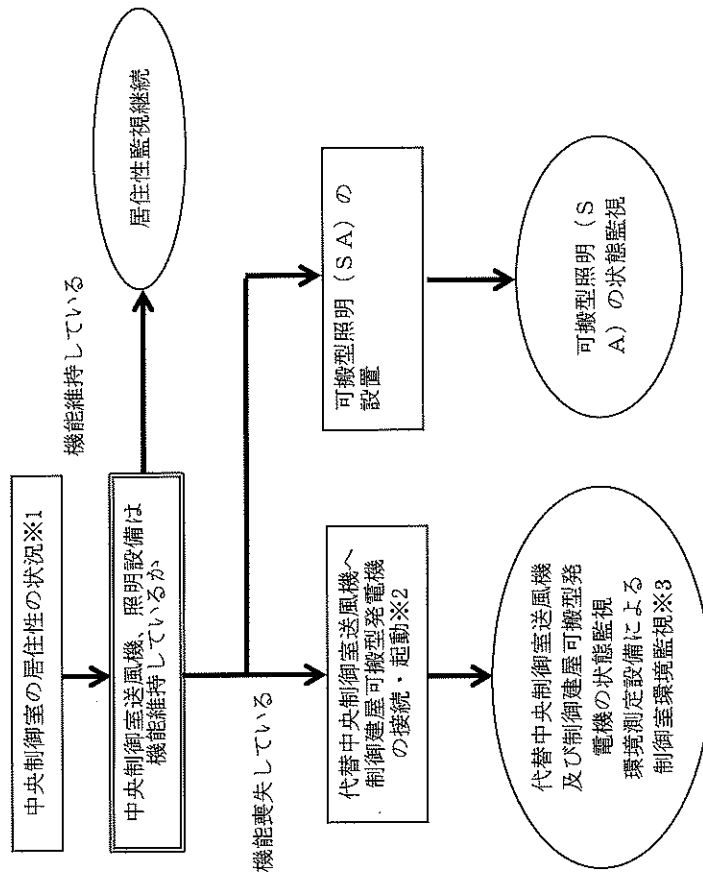 中央制御室の居住性の状況※1
中央制御室送風機、照明設備は
機能維持しているか
機能維持している
居住性監視継続
機能喪失している
代替中央制御室送風機へ
制御建屋可搬型発電機
の接続・起動※2
可搬型照明（ＳＡ）の
設置
代替中央制御室送風機
及び制御建屋可搬型発
電機の状態監視
環境測定設備による
制御室環境監視※3
可搬型照明（Ｓ
Ａ）の状態監視